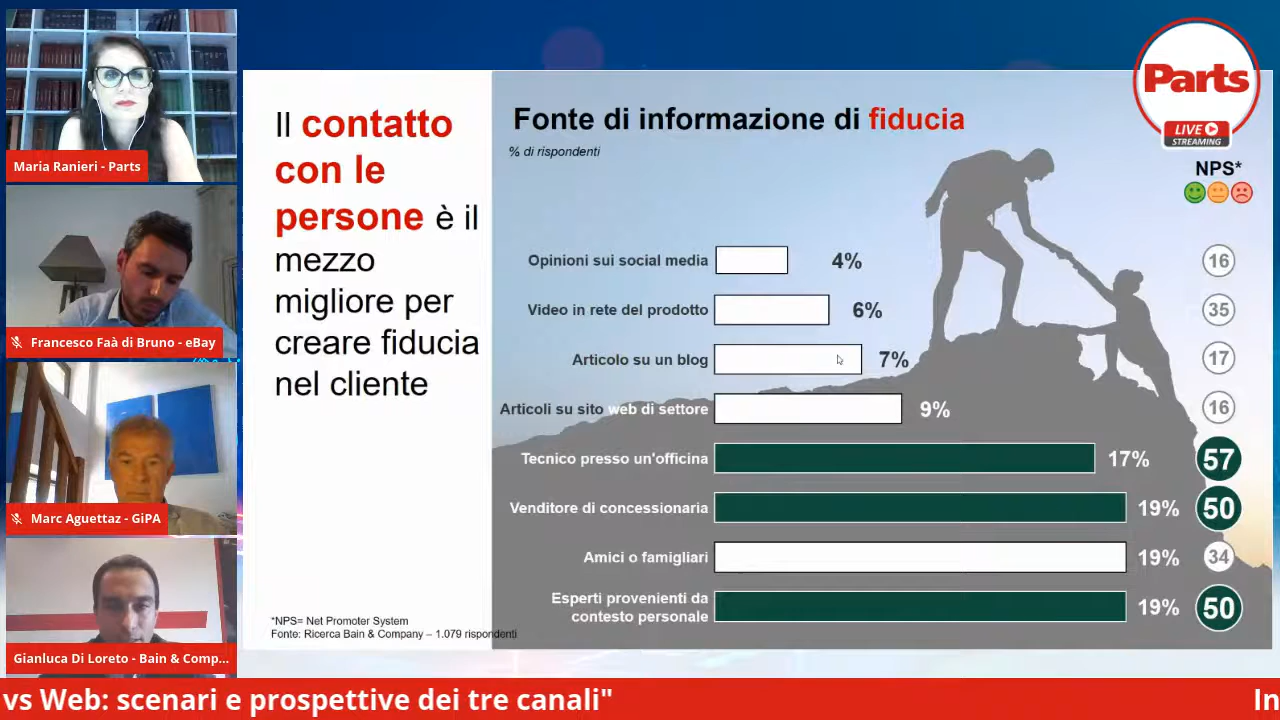 Maria Ranieri - Parts
Francesco Faà di Bruno - eBay
Marc Aguettaz - GiPA
Gianluca Di Loreto - Bain & Comp...
Il contatto
con le
persone è il
mezzo
migliore per
creare fiducia
nel cliente
*NPS= Net Promoter System
Fonte: Ricerca Bain & Company – 1.079 rispondenti
Fonte di informazione di fiducia
% di rispondenti
Parts
LIVE
STREAMING
NPS*
Opinioni sui social media 4% 16
Video in rete del prodotto 6% 35
Articolo su un blog 7% 17
Articoli su sito web di settore 9% 16
Tecnico presso un'officina 17% 57
Venditore di concessionaria 19% 50
Amici o famigliari 19% 34
Esperti provenienti da
contesto personale 19% 50
vs Web: scenari e prospettive dei tre canali" In